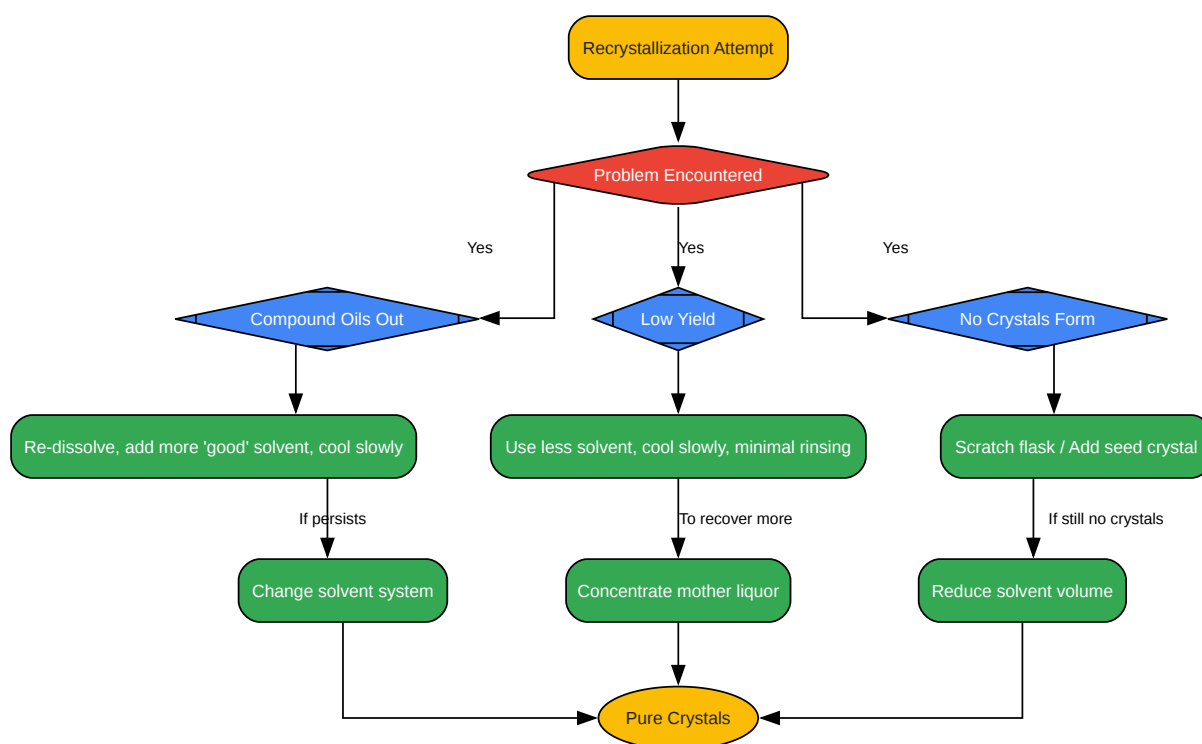 Recrystallization Attempt
Problem Encountered
Yes
Yes
Yes
Compound Oils Out
Low Yield
No Crystals Form
Re-dissolve, add more 'good' solvent, cool slowly
Use less solvent, cool slowly, minimal rinsing
Scratch flask / Add seed crystal
If persists
To recover more
If still no crystals
Change solvent system
Concentrate mother liquor
Reduce solvent volume
Pure Crystals